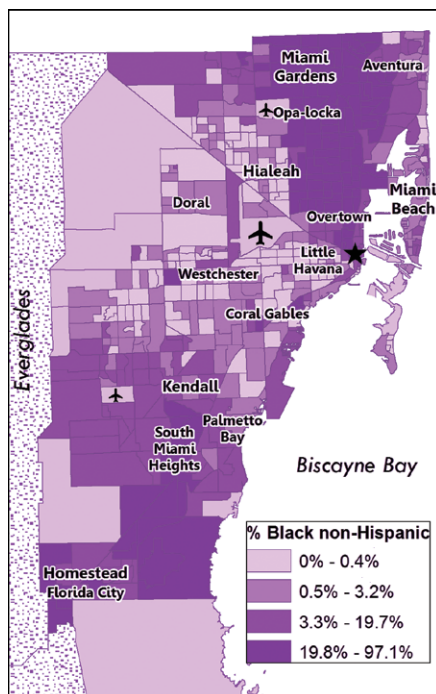 Miami
Gardens
Aventura
Opa-locka
Hialeah
Miami
Beach
Doral
Overtown
Little
Havana
Westchester
Coral Gables
Everglades
Kendall
Palmetto
Bay
South
Miami
Heights
Biscayne Bay
% Black non-Hispanic
0% - 0.4%
0.5% - 3.2%
3.3% - 19.7%
19.8% - 97.1%
Homestead
Florida City